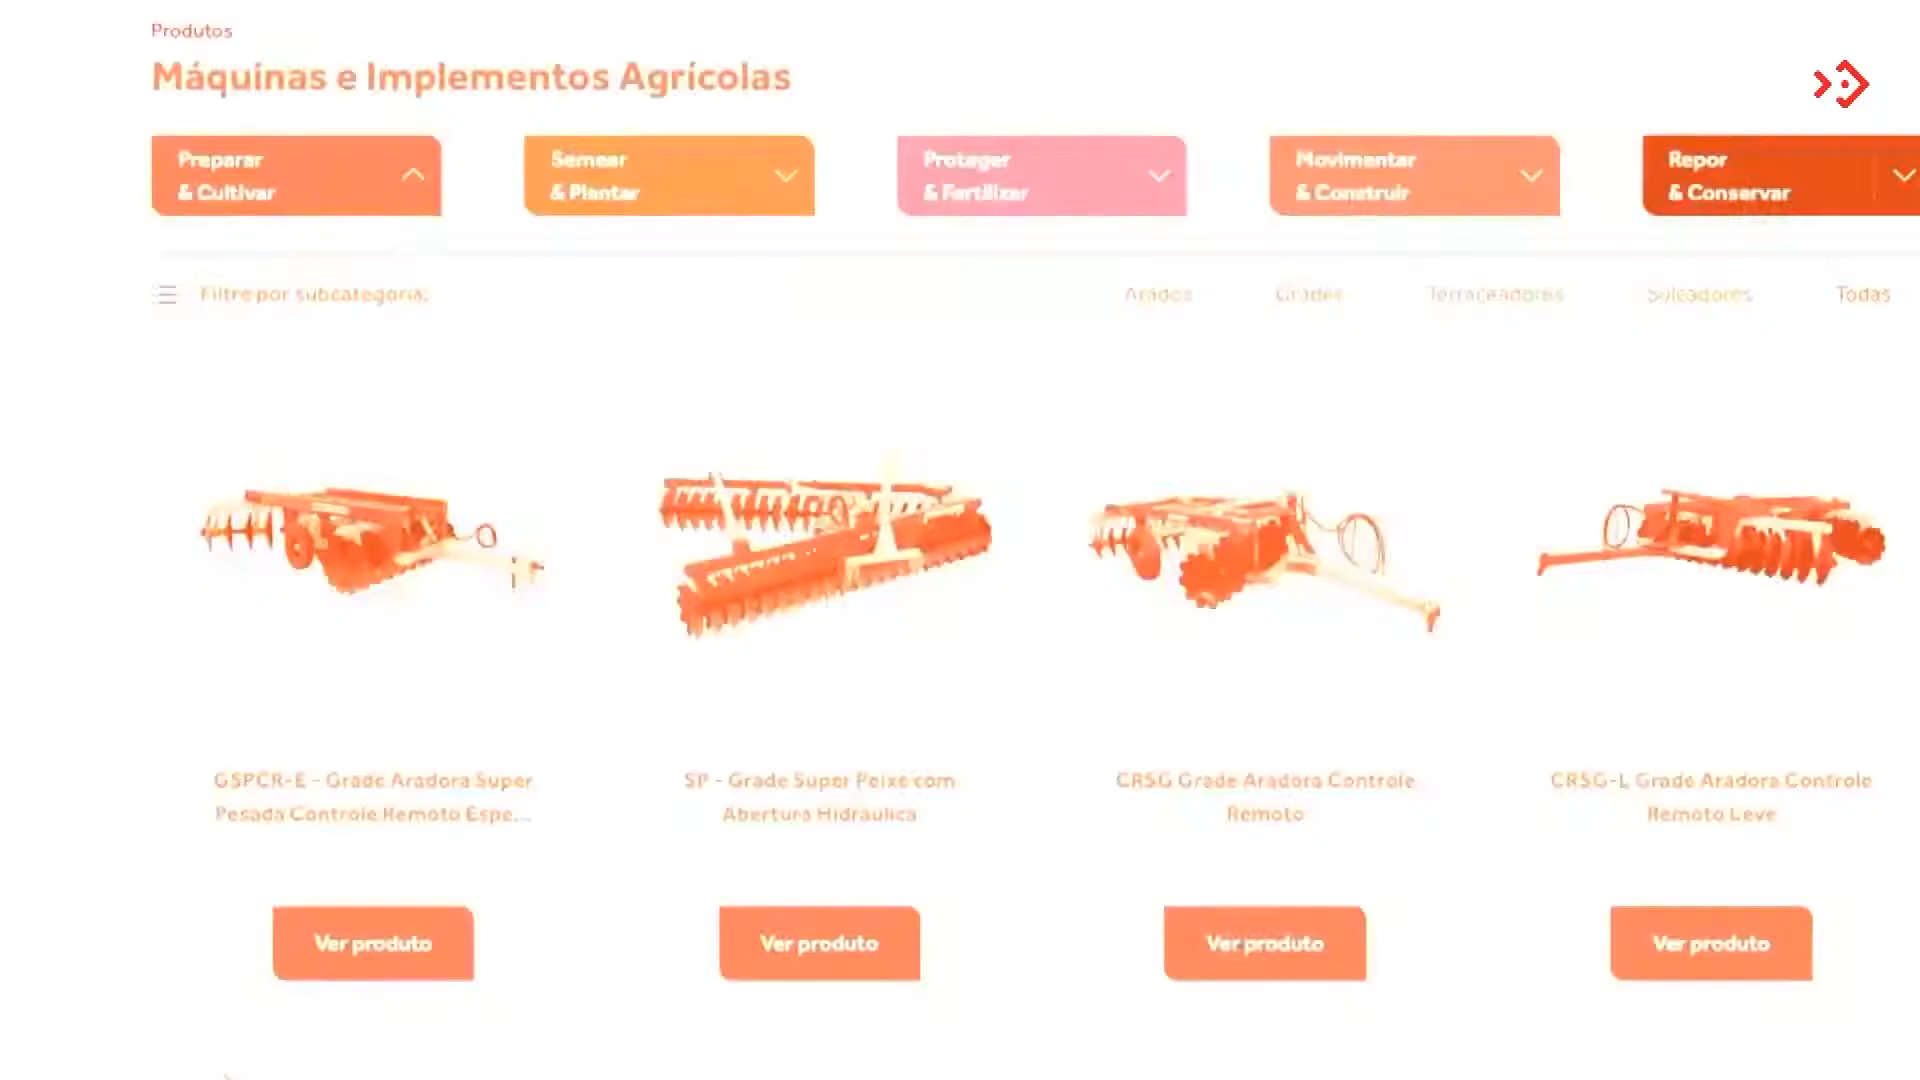 Produtos
Máquinas e Implementos Agrícolas
Preparar
& Cultivar
Semear
& Plantar
Proteger
& Fertilizar
Movimentar
& Construir
Repor
& Conservar
Filtre por subcategoria:
Arados
Grades
Terraceadores
Sulcadores
Todas
GSPCR-E - Grade Aradora Super
Pesada Controle Remoto Espe...
SP - Grade Super Peixe com
Abertura Hidráulica
CRSG Grade Aradora Controle
Remoto
CRSG-L Grade Aradora Controle
Remoto Leve
Ver produto
Ver produto
Ver produto
Ver produto